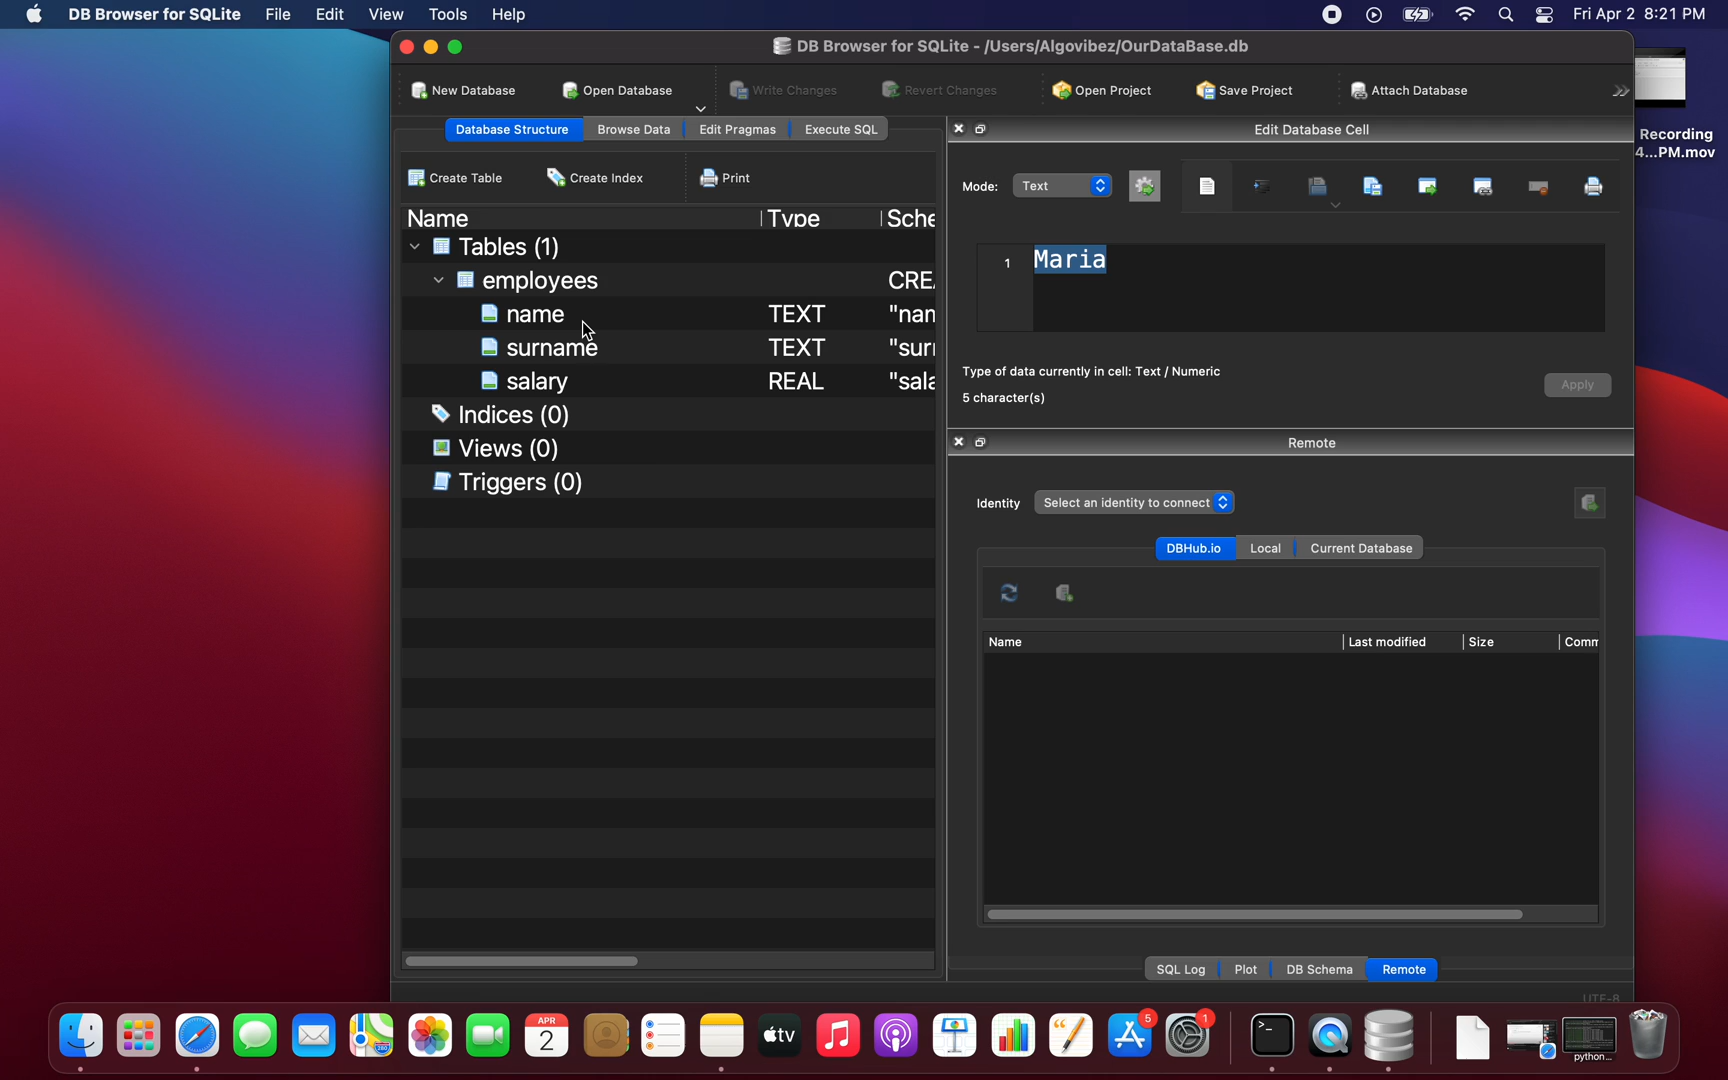 DB Browser for SQLite File Edit View Tools Help Fri Apr 2 8:21 PM
DB Browser for SQLite - /Users/Algovibez/OurDataBase.db
New Database Open Database Write Changes Revert Changes Open Project Save Project Attach Database
Recording
4...PM.mov
Database Structure Browse Data Edit Pragmas Execute SQL
Edit Database Cell
Create Table Create Index Print
Mode: Text
Name Type Sche
Tables (1)
1 Maria
employees CREA
name TEXT "nam
surname TEXT "surn
salary REAL "sala
Type of data currently in cell: Text / Numeric
5 character(s)
Apply
Indices (0)
Views (0)
Triggers (0)
Remote
Identity Select an identity to connect
DBHub.io Local Current Database
Name Last modified Size Comm
SQL Log Plot DB Schema Remote
UTF-8
APR
2
280
tv
5
1
>_
python...